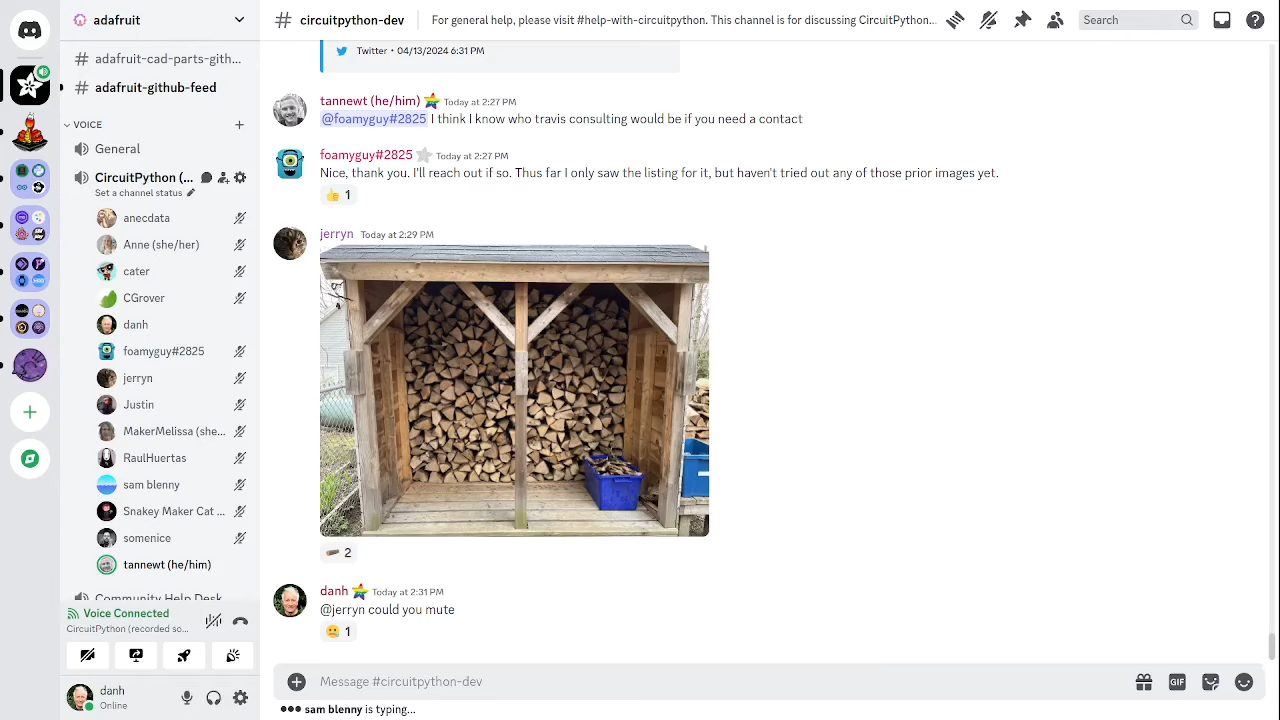 adafruit
# circuitpython-dev
For general help, please visit #help-with-circuitpython. This channel is for discussing CircuitPython...
Search
# adafruit-cad-parts-gith...
# adafruit-github-feed
VOICE
General
CircuitPython (...
Set a channel status
anecdata
Anne (she/her)
cater
CGrover
danh
foamyguy#2825
jerryn
Justin
MakerMelissa (she...
RaulHuertas
sam blenny
Snakey Maker Cat ...
somenice
tannewt (he/him)
Community Help Desk
Voice Connected
CircuitPython (recorded so...
danh
Online
Twitter • 04/13/2024 6:31 PM
tannewt (he/him) Today at 2:27 PM
@foamyguy#2825 I think I know who travis consulting would be if you need a contact
foamyguy#2825 Today at 2:27 PM
Nice, thank you. I'll reach out if so. Thus far I only saw the listing for it, but haven't tried out any of those prior images yet.
1
jerryn Today at 2:29 PM
2
danh Today at 2:31 PM
@jerryn could you mute
1
Message #circuitpython-dev
GIF
sam blenny is typing...